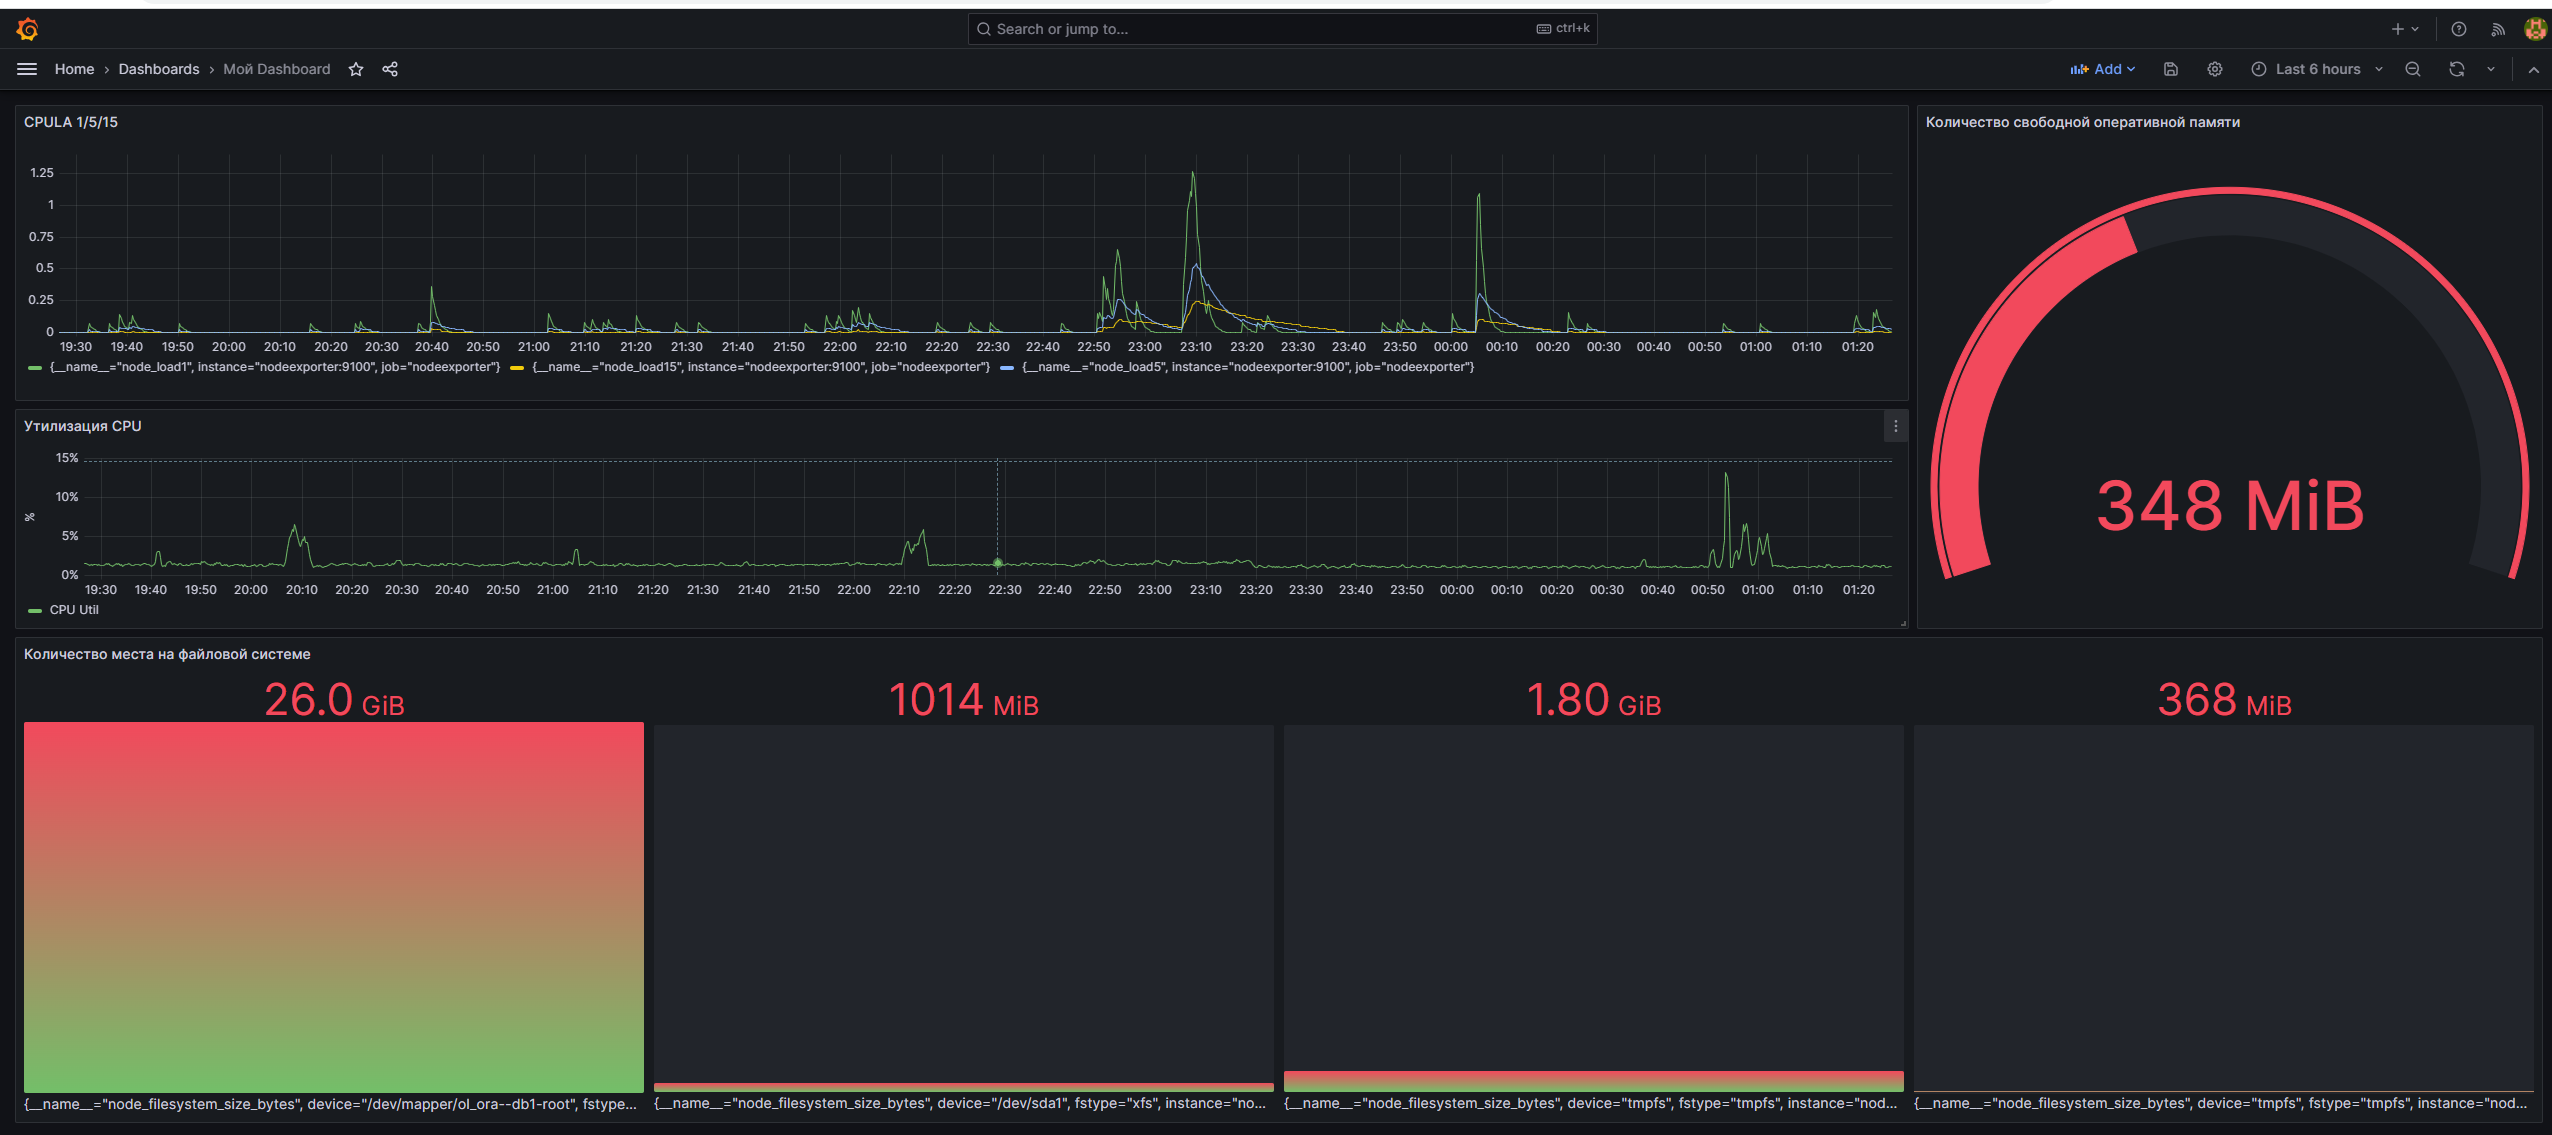 Search or jump to... ctrl+k
Home › Dashboards › Мой Dashboard
Add
Last 6 hours
CPULA 1/5/15
1.25
1
0.75
0.5
0.25
0
19:30 19:40 19:50 20:00 20:10 20:20 20:30 20:40 20:50 21:00 21:10 21:20 21:30 21:40 21:50 22:00 22:10 22:20 22:30 22:40 22:50 23:00 23:10 23:20 23:30 23:40 23:50 00:00 00:10 00:20 00:30 00:40 00:50 01:00 01:10 01:20
{__name__="node_load1", instance="nodeexporter:9100", job="nodeexporter"} {__name__="node_load15", instance="nodeexporter:9100", job="nodeexporter"} {__name__="node_load5", instance="nodeexporter:9100", job="nodeexporter"}
Количество свободной оперативной памяти
348 MiB
Утилизация CPU
15%
10%
5%
0%
%
19:30 19:40 19:50 20:00 20:10 20:20 20:30 20:40 20:50 21:00 21:10 21:20 21:30 21:40 21:50 22:00 22:10 22:20 22:30 22:40 22:50 23:00 23:10 23:20 23:30 23:40 23:50 00:00 00:10 00:20 00:30 00:40 00:50 01:00 01:10 01:20
CPU Util
Количество места на файловой системе
26.0 GiB
1014 MiB
1.80 GiB
368 MiB
{__name__="node_filesystem_size_bytes", device="/dev/mapper/ol_ora--db1-root", fstype...
{__name__="node_filesystem_size_bytes", device="/dev/sda1", fstype="xfs", instance="no...
{__name__="node_filesystem_size_bytes", device="tmpfs", fstype="tmpfs", instance="nod...
{__name__="node_filesystem_size_bytes", device="tmpfs", fstype="tmpfs", instance="nod...